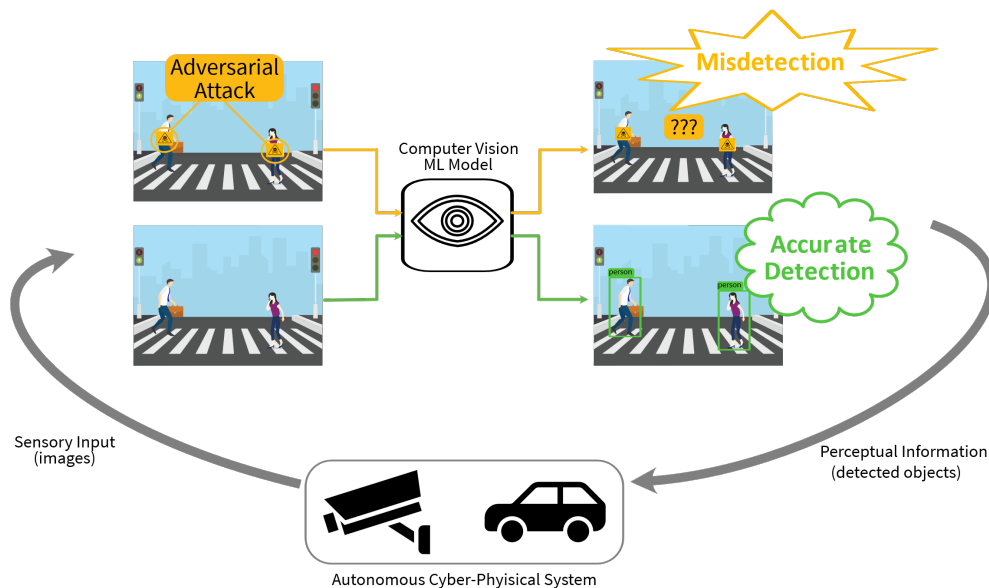 Adversarial
Attack
Misdetection
???
Computer Vision
ML Model
Accurate
Detection
person
person
Sensory Input
(images)
Perceptual Information
(detected objects)
Autonomous Cyber-Phyisical System